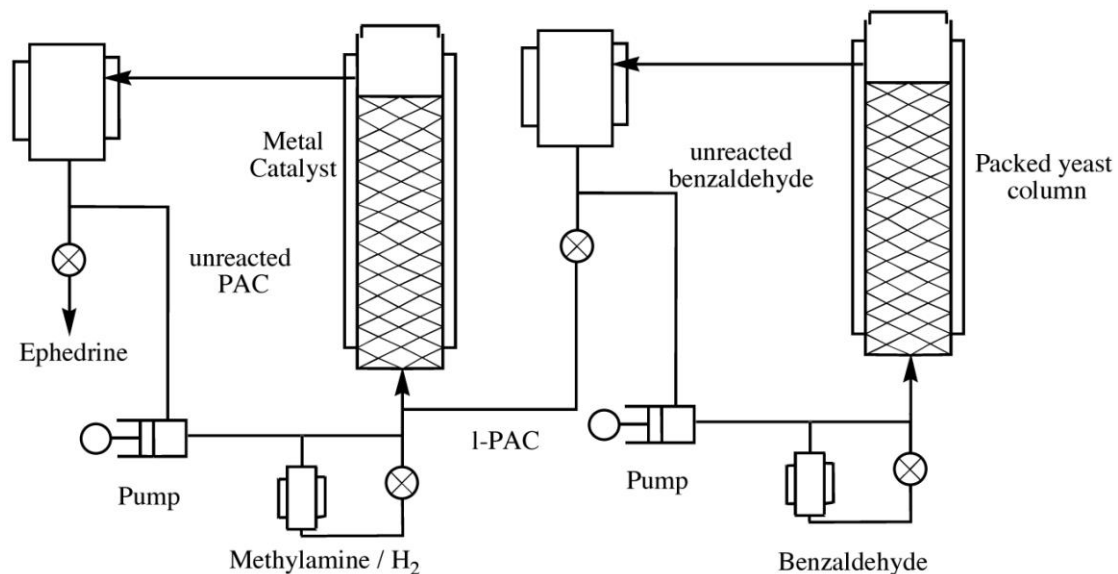 Metal
Catalyst
unreacted
benzaldehyde
Packed yeast
column
unreacted
PAC
Ephedrine
l-PAC
Pump
Pump
Methylamine / H₂
Benzaldehyde